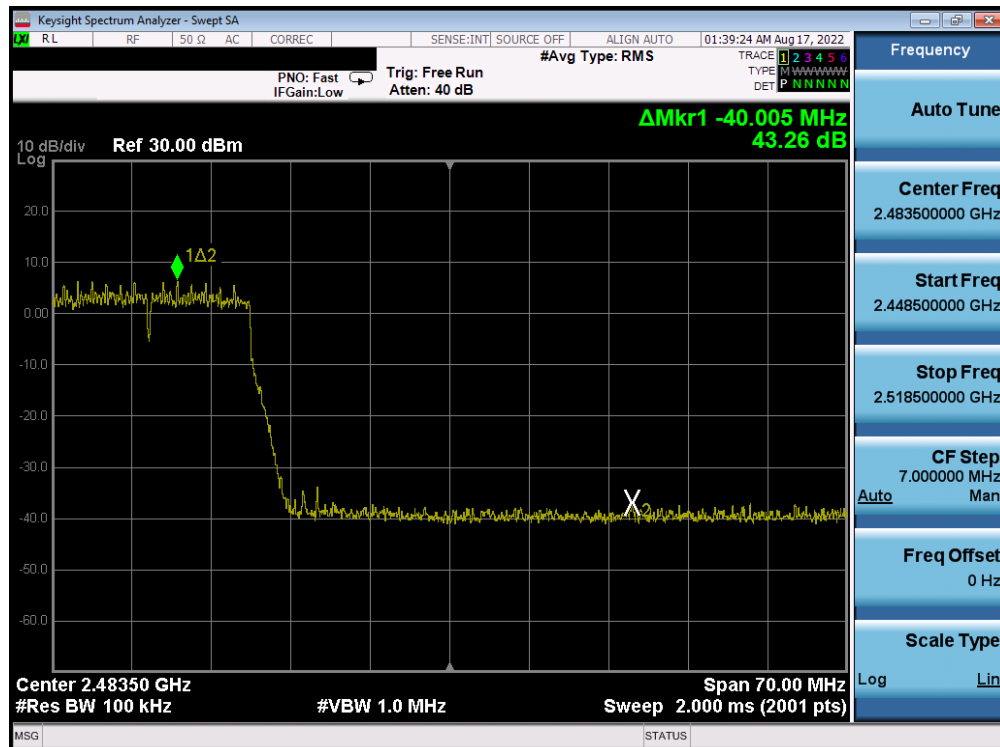 Keysight Spectrum Analyzer - Swept SA
LXI RL RF 50 Ω AC CORREC SENSE:INT SOURCE OFF ALIGN AUTO 01:39:24 AM Aug 17, 2022
#Avg Type: RMS
TRACE 1 2 3 4 5 6
TYPE M WWWWW
DET P N N N N N
PNO: Fast
IFGain:Low
Trig: Free Run
Atten: 40 dB
ΔMkr1 -40.005 MHz
43.26 dB
10 dB/div
Log
Ref 30.00 dBm
20.0
10.0
0.00
-10.0
-20.0
-30.0
-40.0
-50.0
-60.0
1Δ2
X2
Center 2.48350 GHz
Span 70.00 MHz
#Res BW 100 kHz
#VBW 1.0 MHz
Sweep 2.000 ms (2001 pts)
MSG
STATUS
Frequency
Auto Tune
Center Freq
2.483500000 GHz
Start Freq
2.448500000 GHz
Stop Freq
2.518500000 GHz
CF Step
7.000000 MHz
Auto Man
Freq Offset
0 Hz
Scale Type
Log Lin